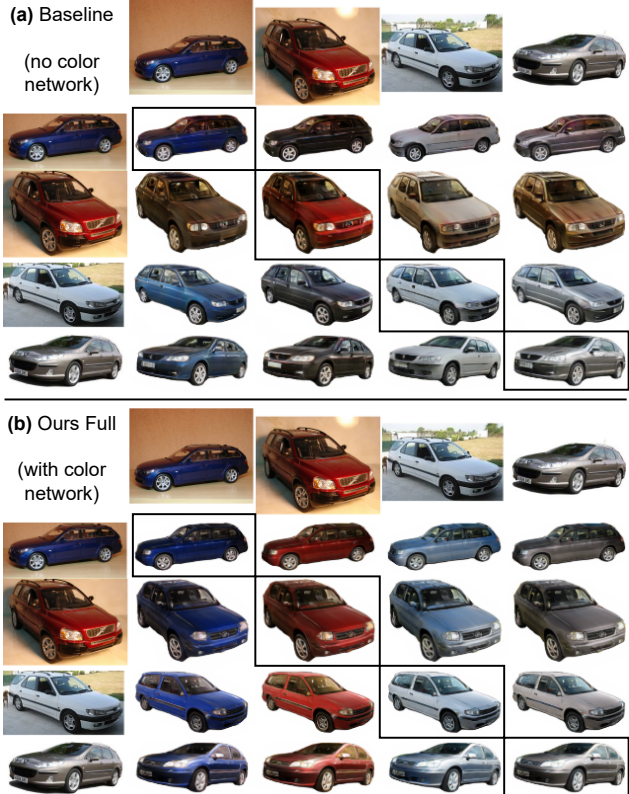 (a) Baseline
(no color
network)
(b) Ours Full
(with color
network)